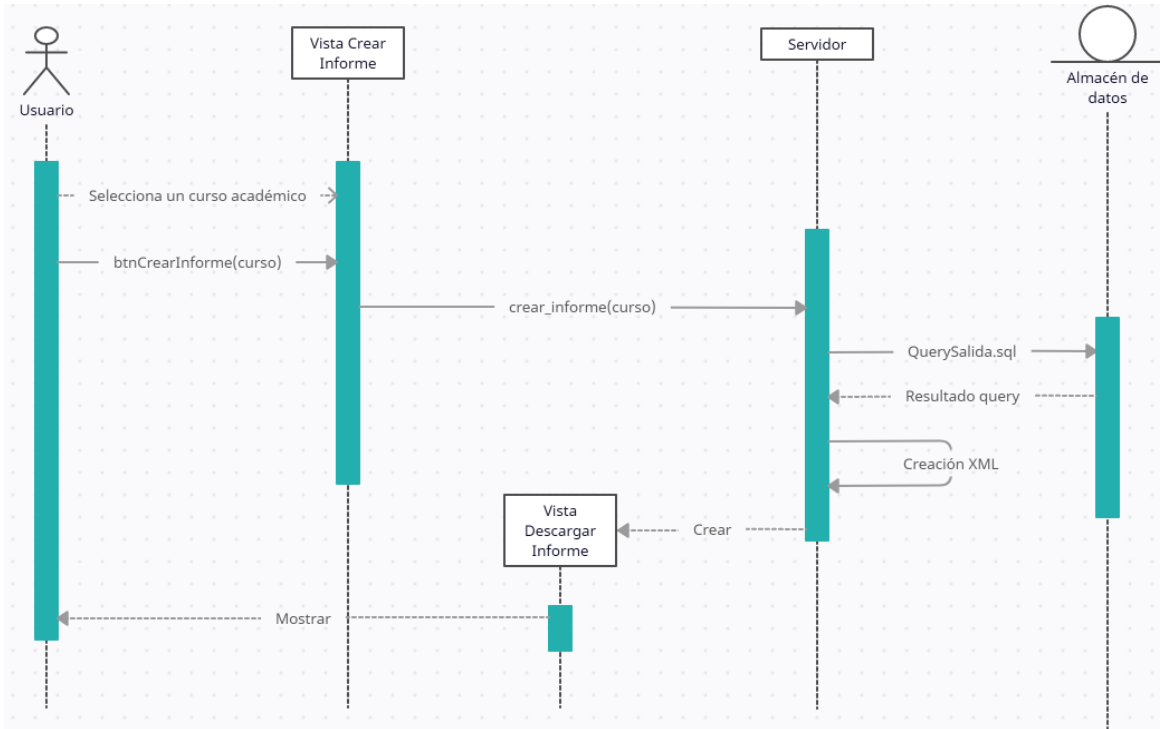 Usuario
Vista Crear
Informe
Servidor
Almacén de
datos
Selecciona un curso académico
btnCrearInforme(curso)
crear_informe(curso)
QuerySalida.sql
Resultado query
Creación XML
Vista
Descargar
Informe
Crear
Mostrar